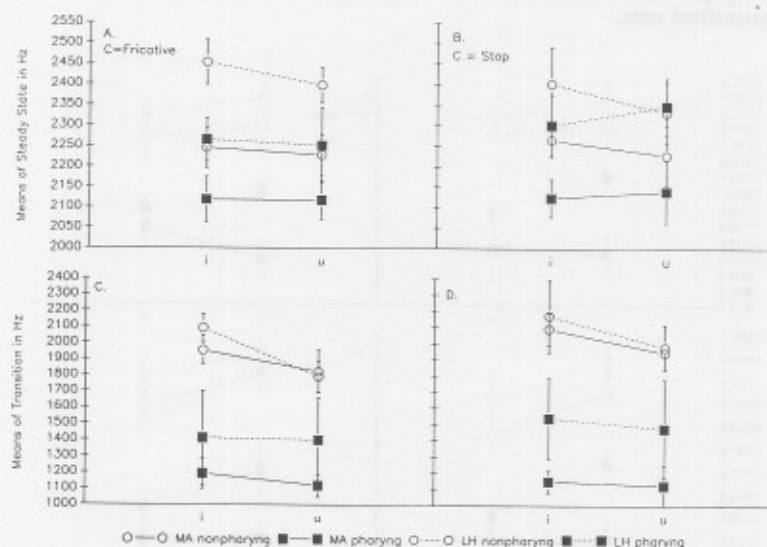 A.
C=Fricative
B.
C = Stop
Means of Steady State in Hz
2550
2500
2450
2400
2350
2300
2250
2200
2150
2100
2050
2000
i
u
i
u
C.
D.
Means of Transition in Hz
2400
2300
2200
2100
2000
1900
1800
1700
1600
1500
1400
1300
1200
1100
1000
i
u
i
u
MA nonpharyng MA pharyng LH nonpharyng LH pharyng